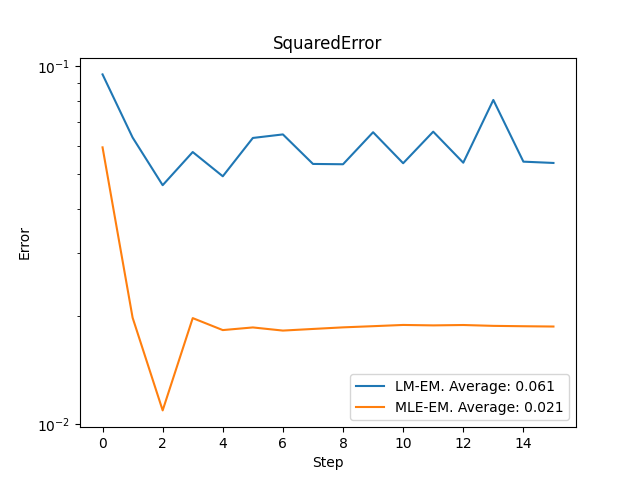 SquaredError
10⁻¹
Error
10⁻²
LM-EM. Average: 0.061
MLE-EM. Average: 0.021
0 2 4 6 8 10 12 14
Step